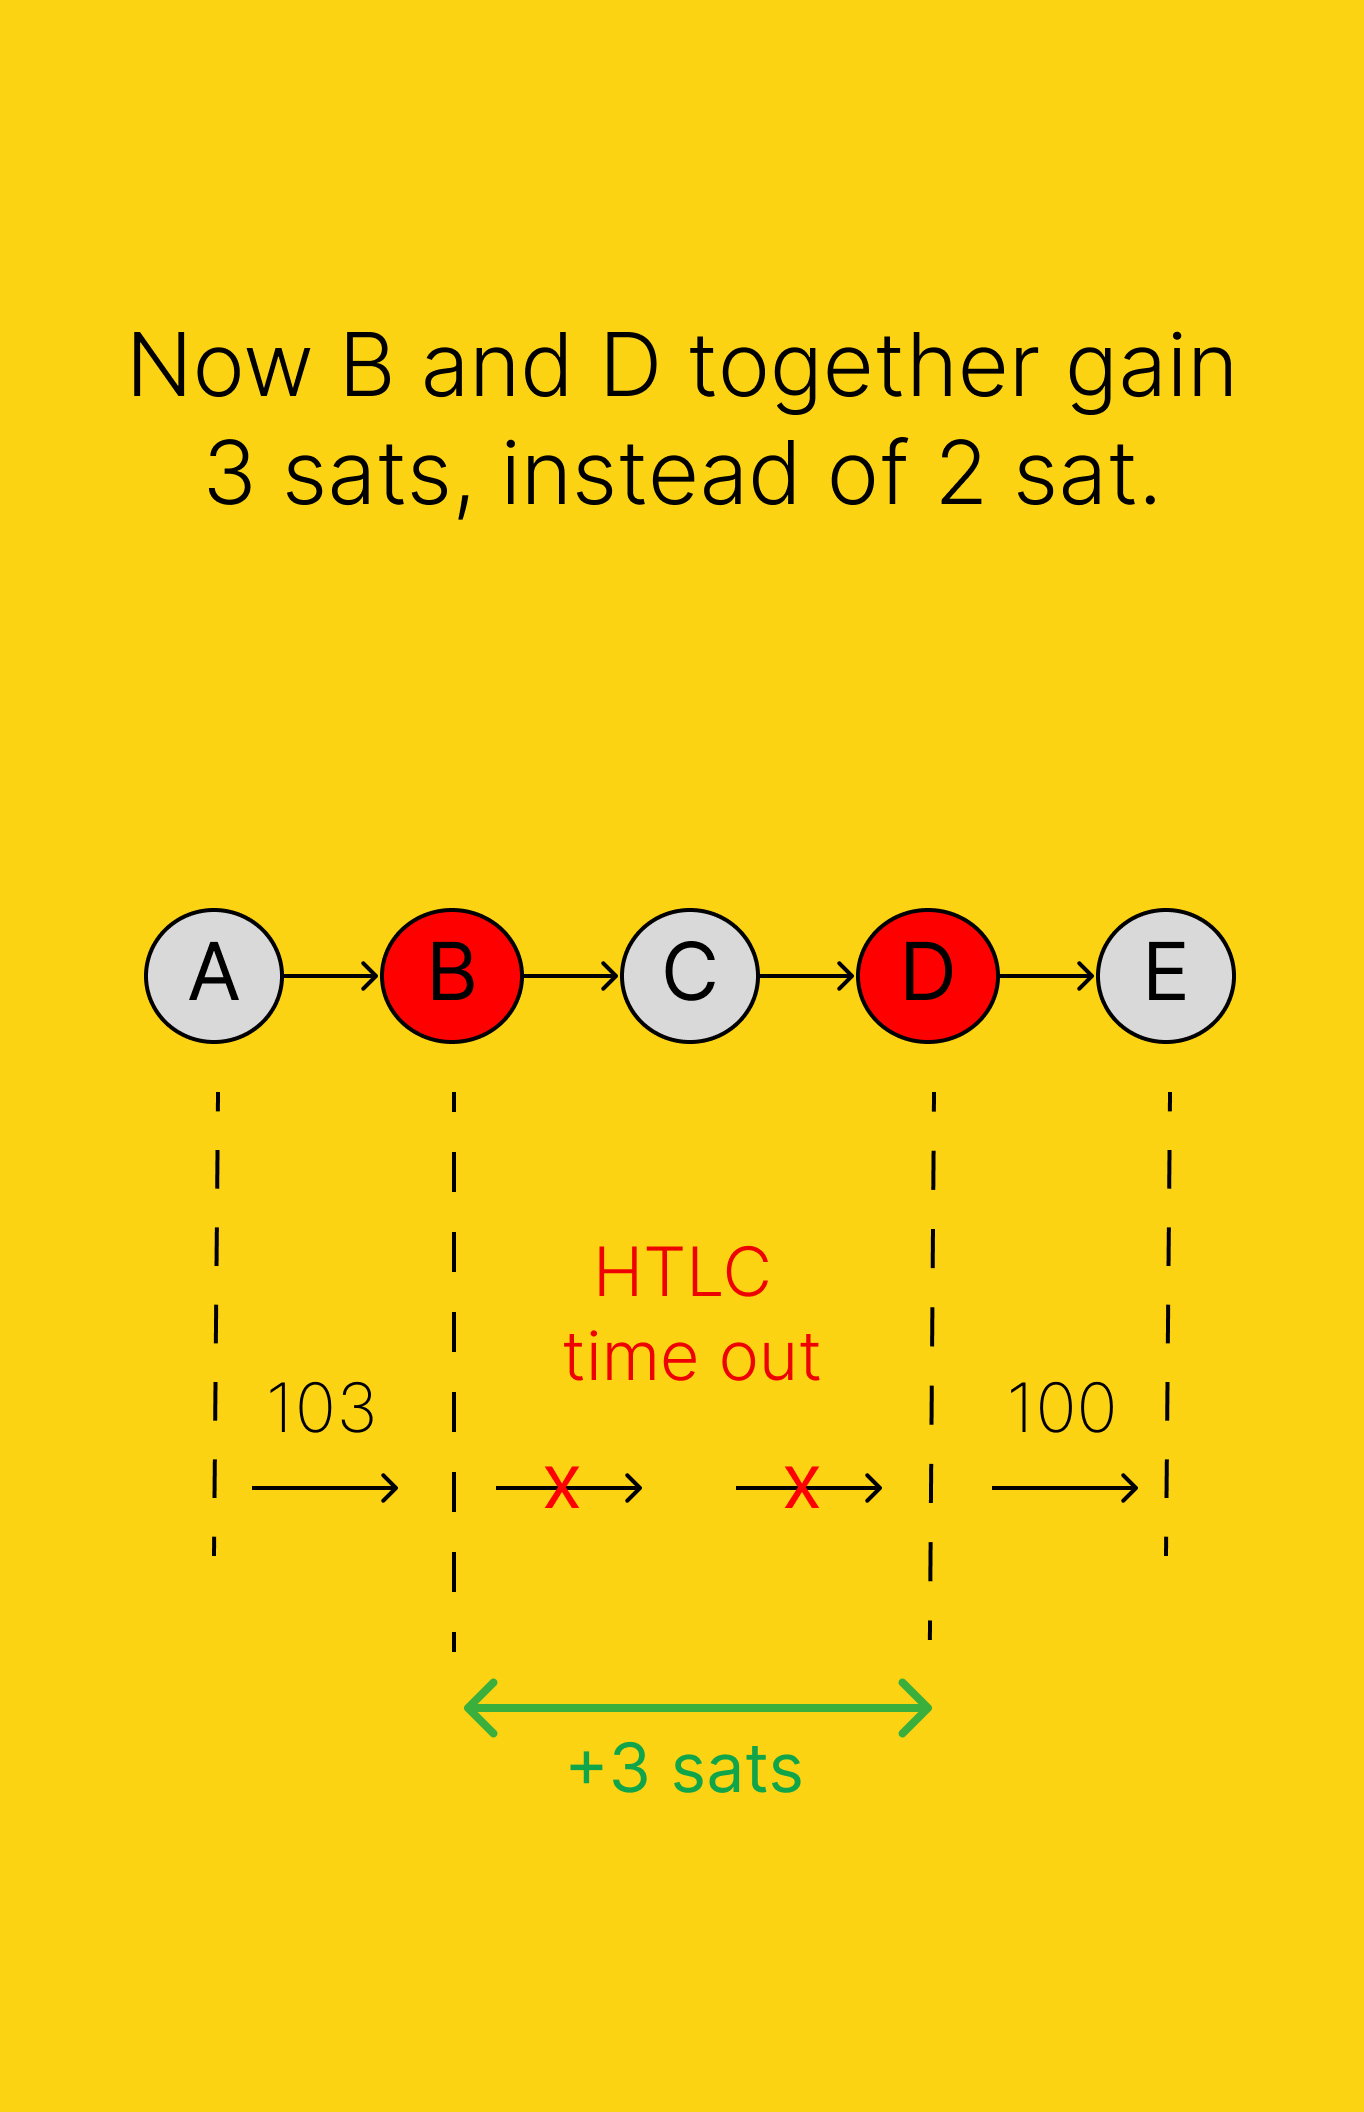 Now B and D together gain
3 sats, instead of 2 sat.
A B C D E
HTLC
time out
103
100
x x
+3 sats